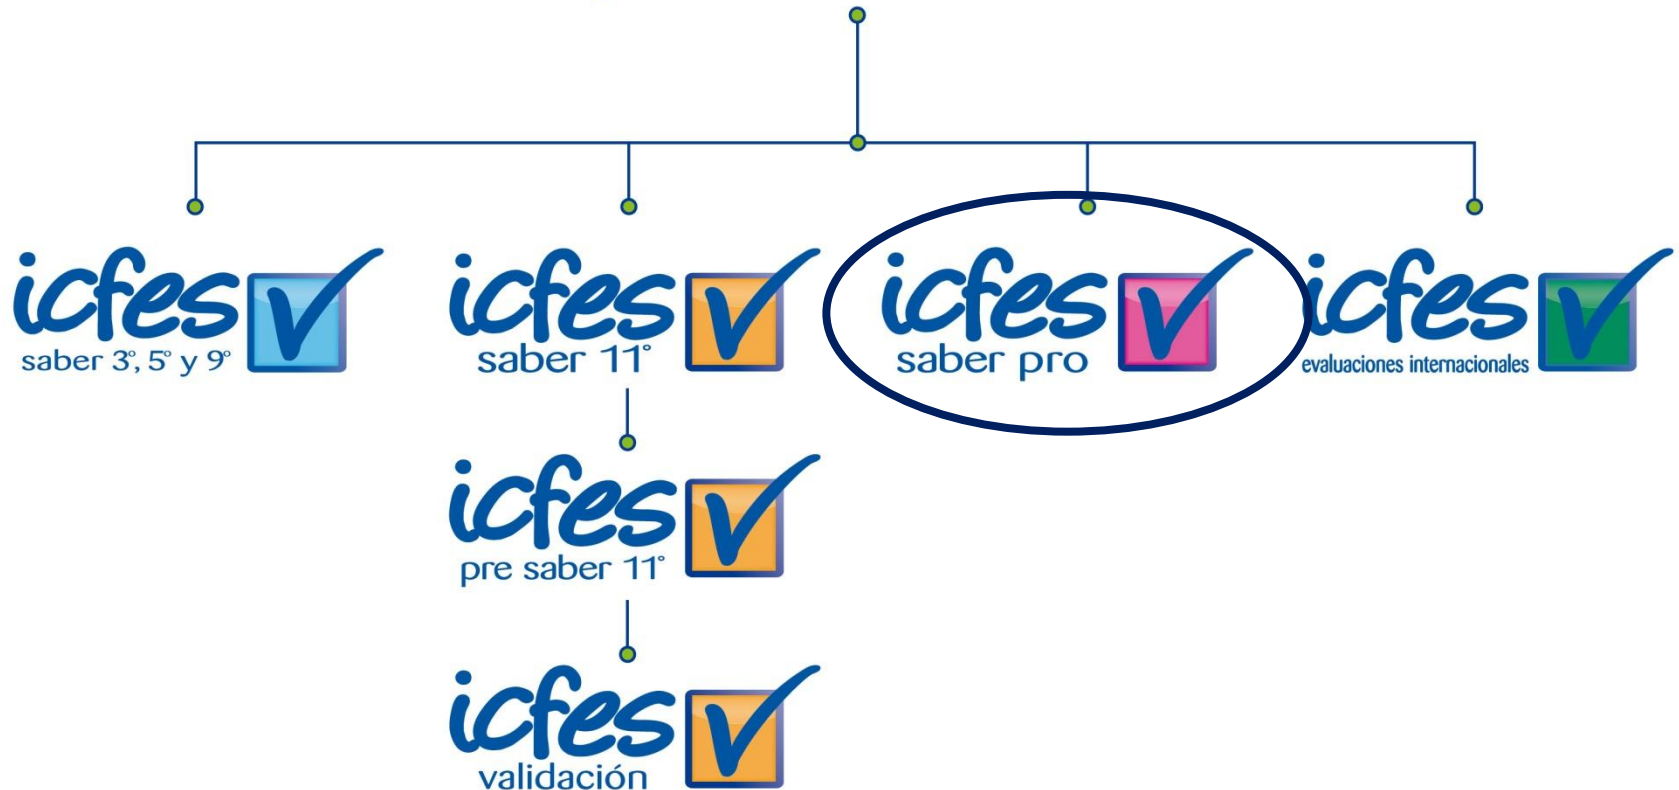 icfes
saber 3°, 5° y 9°
icfes
saber 11°
icfes
saber pro
icfes
evaluaciones internacionales
icfes
pre saber 11°
icfes
validación